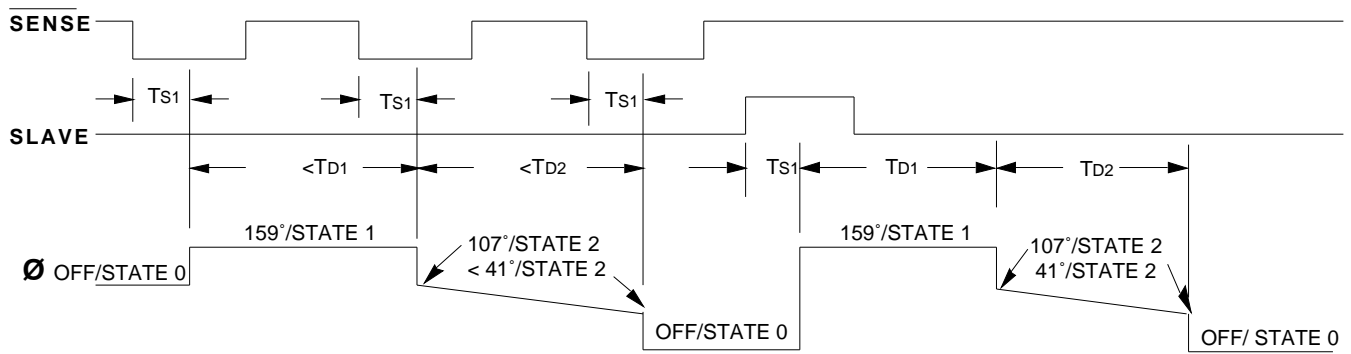 SENSE
TS1 TS1 TS1
SLAVE
<TD1 <TD2 TS1 TD1 TD2
159°/STATE 1 159°/STATE 1
107°/STATE 2 107°/STATE 2
Ø OFF/STATE 0 < 41°/STATE 2 41°/STATE 2
OFF/STATE 0 OFF/ STATE 0